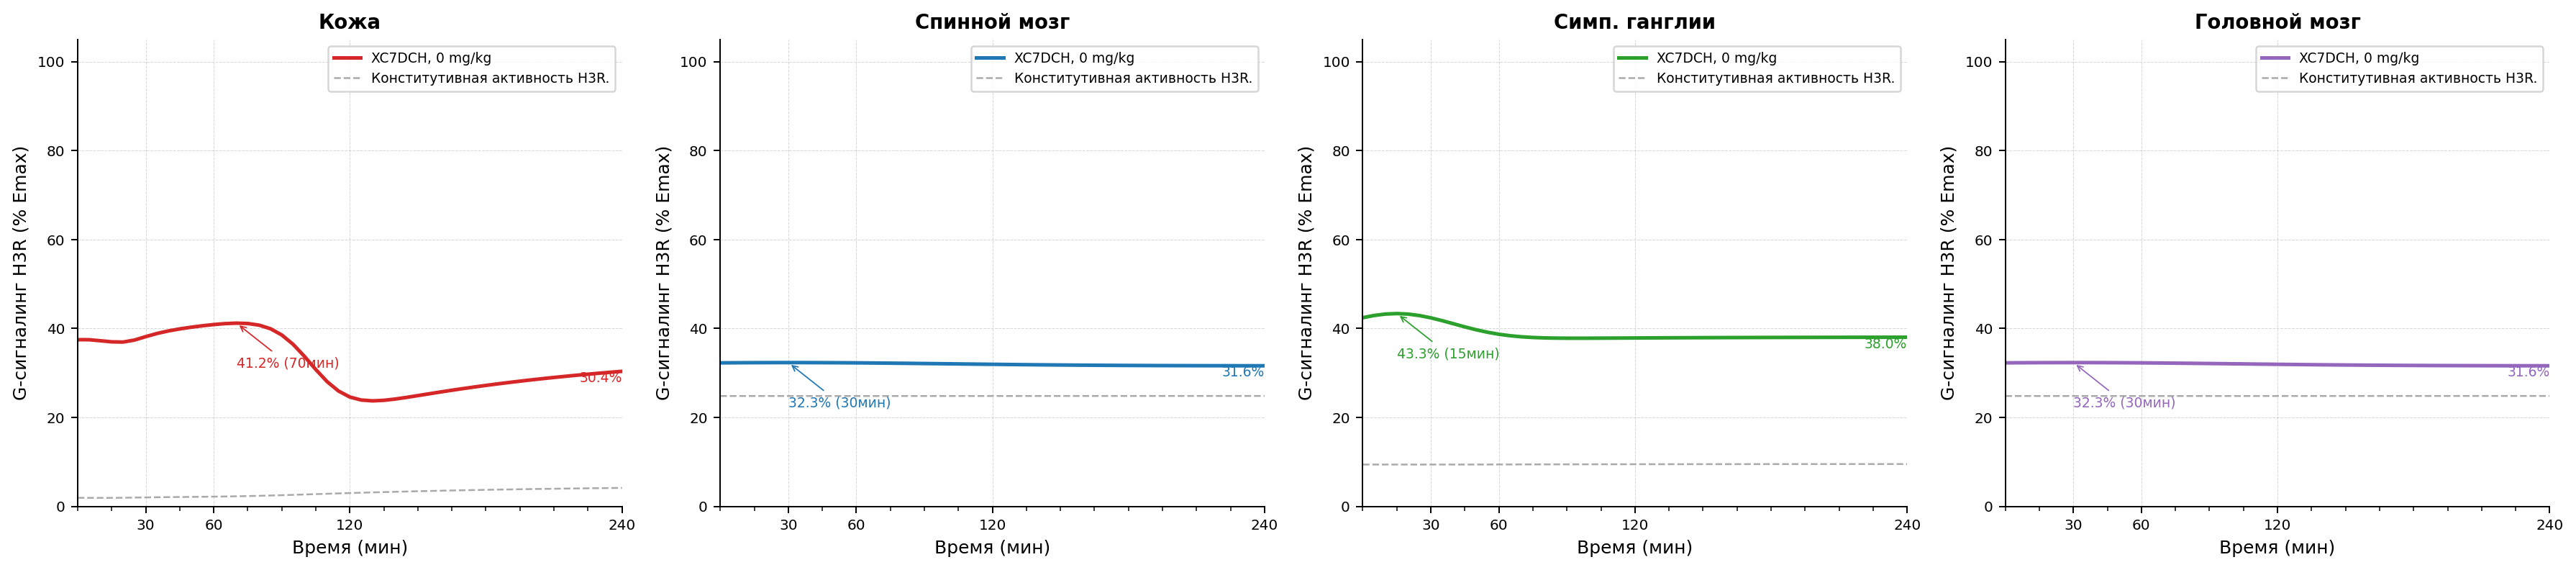 Кожа
XC7DCH, 0 mg/kg
Конститутивная активность H3R.
G-сигналинг H3R (% Emax)
100
80
60
40
20
0
41.2% (70мин)
30.4%
30
60
120
240
Время (мин)
Спинной мозг
XC7DCH, 0 mg/kg
Конститутивная активность H3R.
G-сигналинг H3R (% Emax)
100
80
60
40
20
0
31.6%
32.3% (30мин)
30
60
120
240
Время (мин)
Симп. ганглии
XC7DCH, 0 mg/kg
Конститутивная активность H3R.
G-сигналинг H3R (% Emax)
100
80
60
40
20
0
38.0%
43.3% (15мин)
30
60
120
240
Время (мин)
Головной мозг
XC7DCH, 0 mg/kg
Конститутивная активность H3R.
G-сигналинг H3R (% Emax)
100
80
60
40
20
0
31.6%
32.3% (30мин)
30
60
120
240
Время (мин)